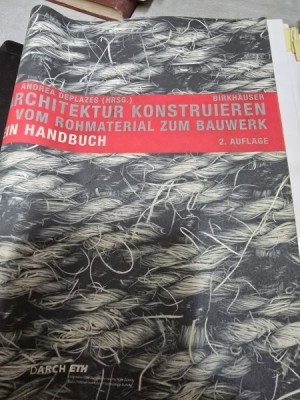 ANDREA DEPLAZES (HRSG.) BIRKHÄUSER
RCHITEKTUR KONSTRUIEREN
VOM ROHMATERIAL ZUM BAUWERK
IN HANDBUCH 2. AUFLAGE
DARCH ETH